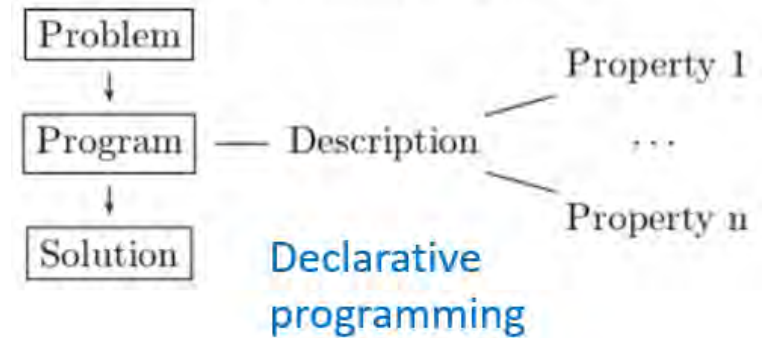 Problem
Property 1
Program — Description
...
Property n
Solution
Declarative
programming